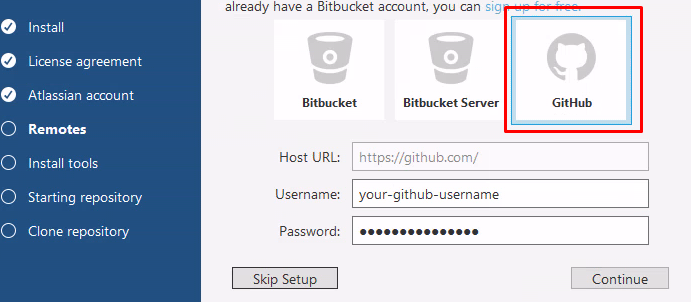 already have a Bitbucket account, you can sign up for free.
Install
License agreement
Atlassian account
Remotes
Install tools
Starting repository
Clone repository
Bitbucket
Bitbucket Server
GitHub
Host URL: https://github.com/
Username: your-github-username
Password: ●●●●●●●●●●●●●●●
Skip Setup
Continue